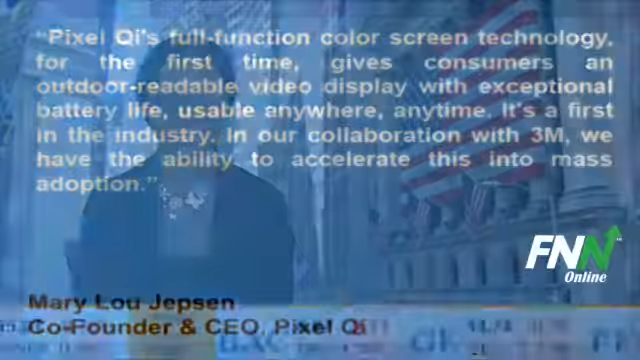 “Pixel Qi's full-function color screen technology,
for the first time, gives consumers an
outdoor-readable video display with exceptional
battery life, usable anywhere, anytime. It's a first
in the industry. In our collaboration with 3M, we
have the ability to accelerate this into mass
adoption.”
FNN
Online
Mary Lou Jepsen
Co-Founder & CEO, Pixel Qi